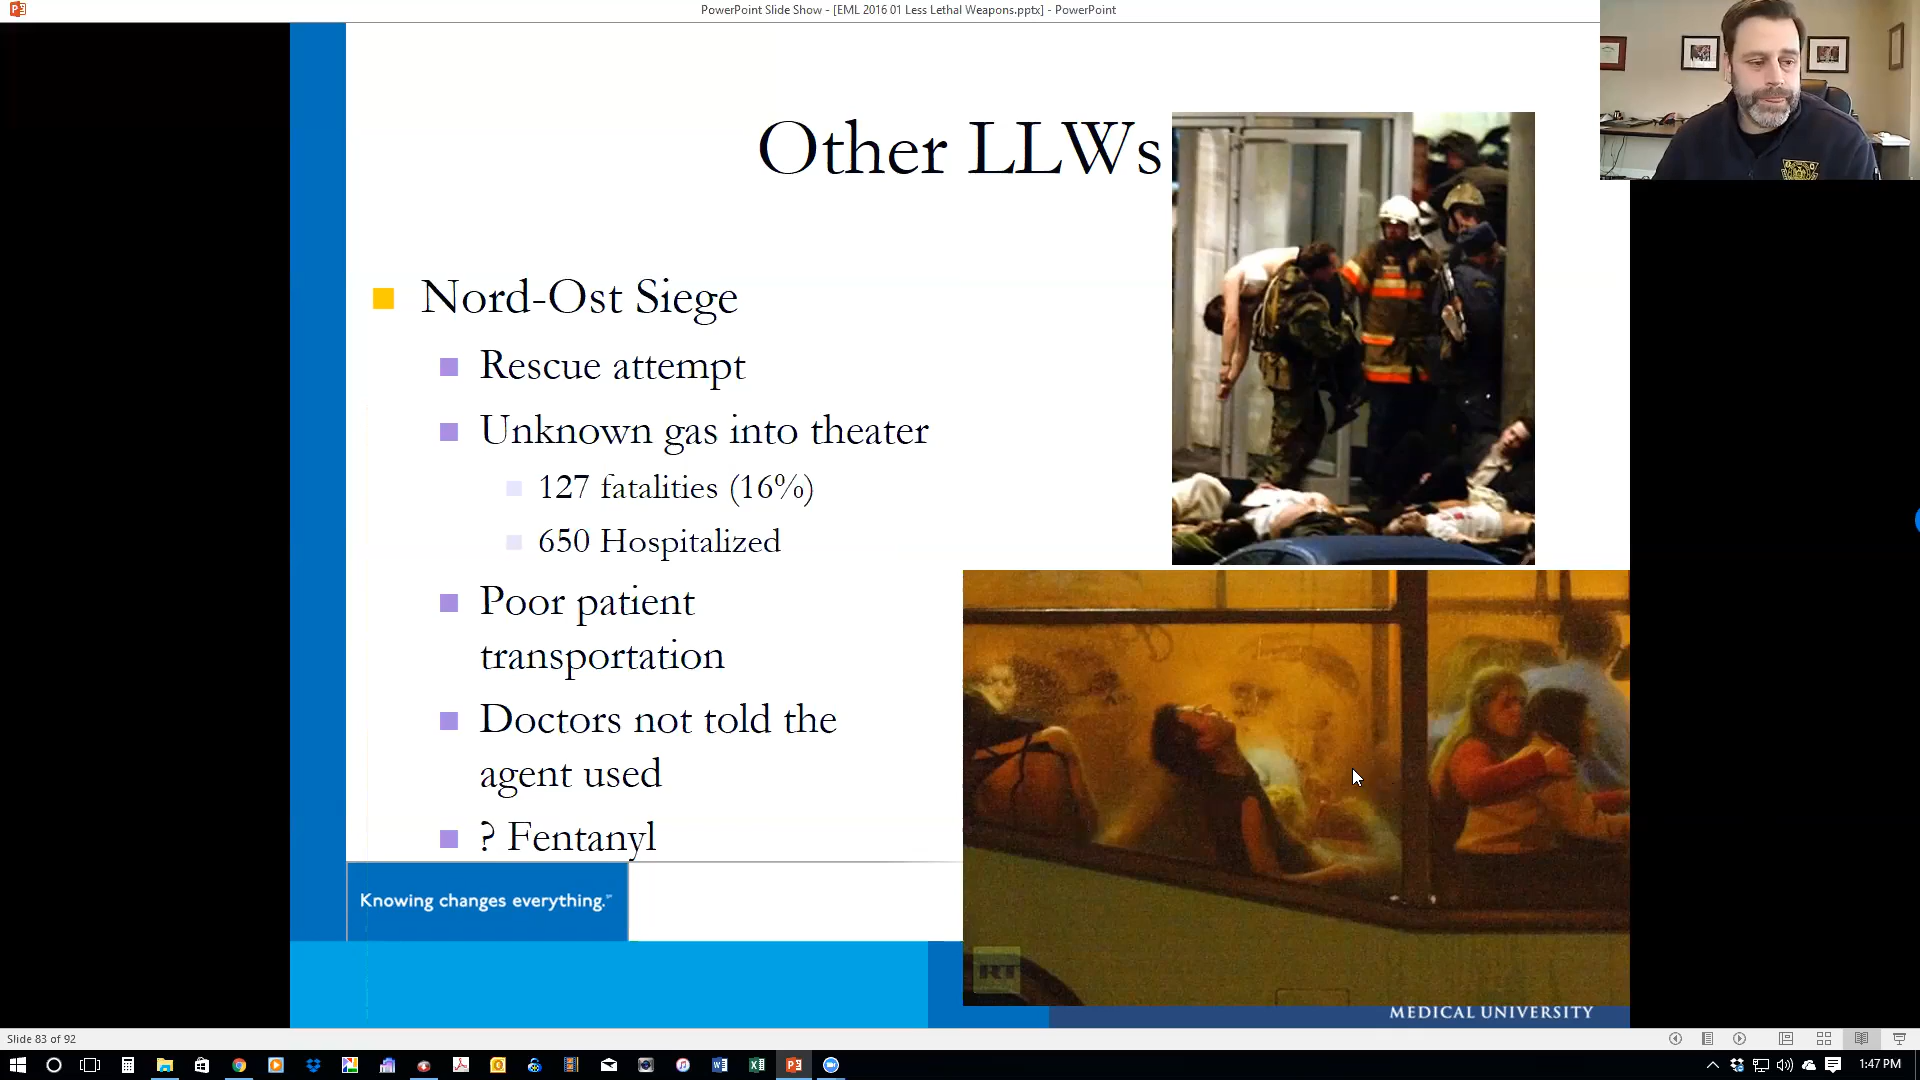 PowerPoint Slide Show - [EML 2016 01 Less Lethal Weapons.pptx] - PowerPoint
Other LLWs
Nord-Ost Siege
Rescue attempt
Unknown gas into theater
127 fatalities (16%)
650 Hospitalized
Poor patient
transportation
Doctors not told the
agent used
? Fentanyl
Knowing changes everything.℠
RT
MEDICAL UNIVERSITY
Slide 83 of 92
1:47 PM